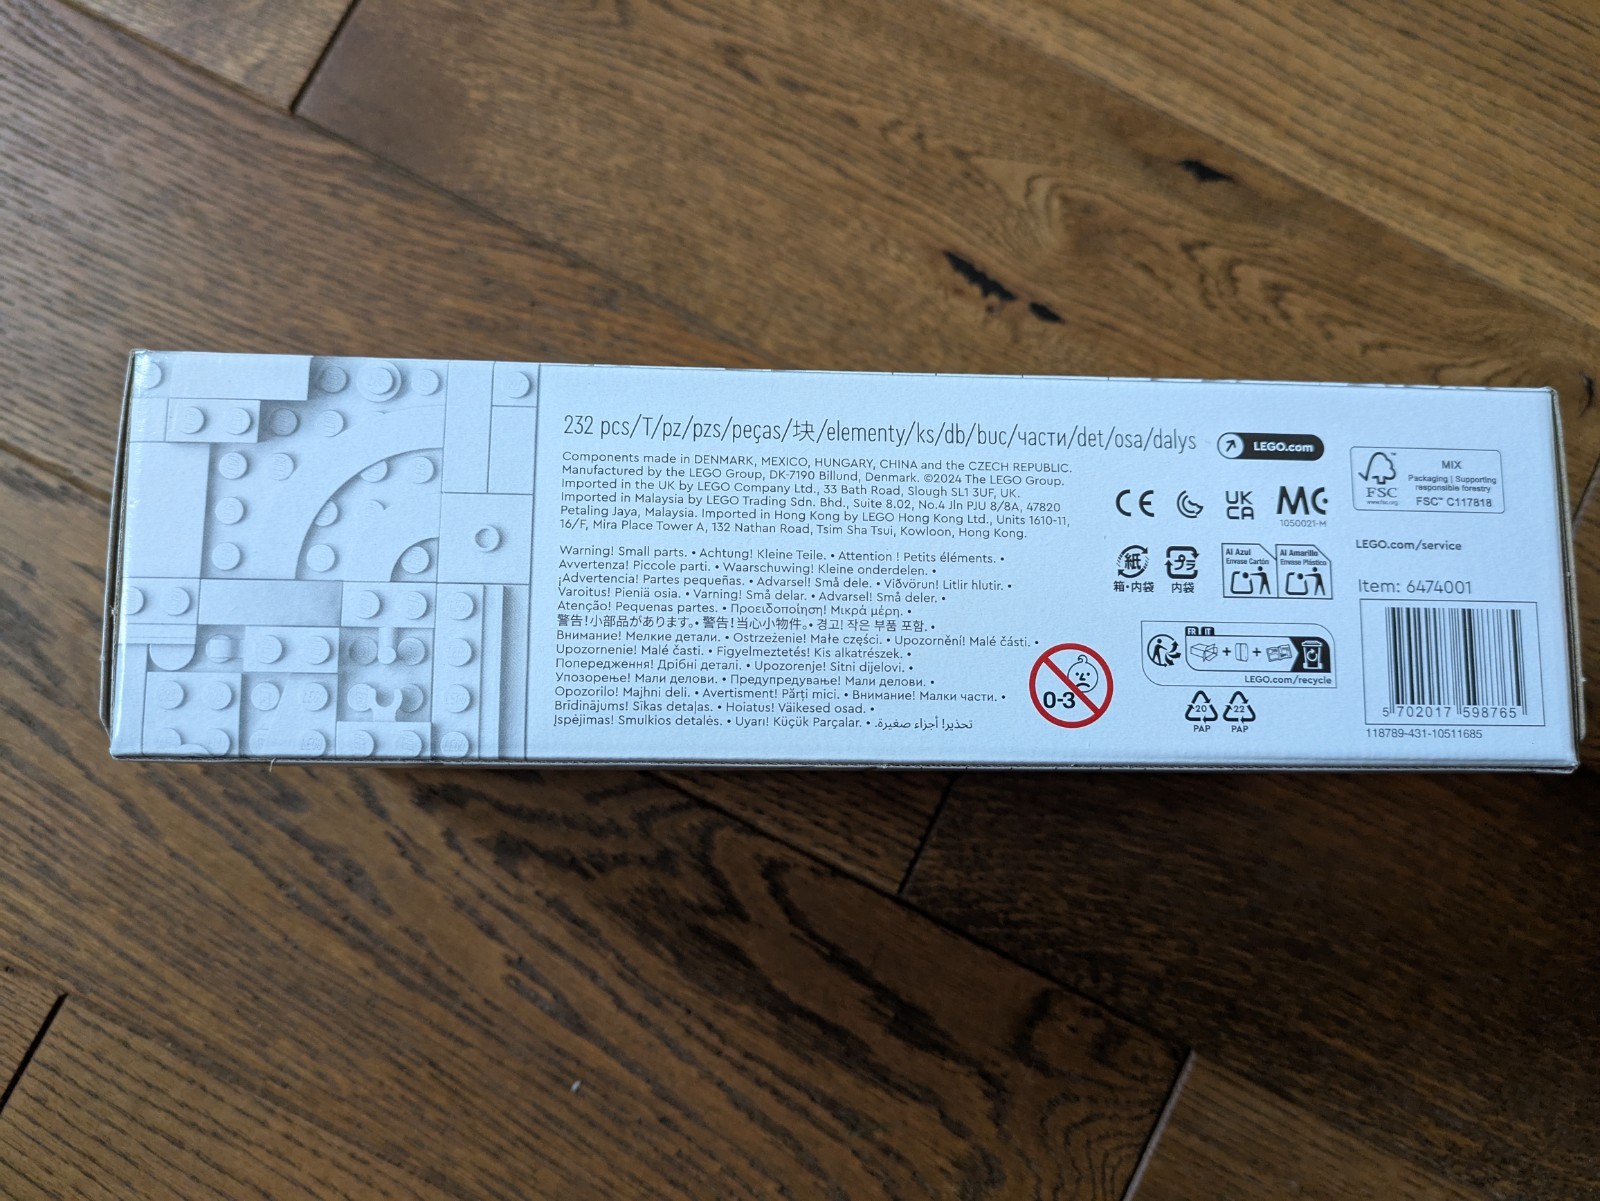 232 pcs/T/pz/pzs/peças/块/elementy/ks/db/buc/части/det/osa/dalys
LEGO.com
Components made in DENMARK, MEXICO, HUNGARY, CHINA and the CZECH REPUBLIC.
Manufactured by the LEGO Group, DK-7190 Billund, Denmark. ©2024 The LEGO Group.
Imported in the UK by LEGO Company Ltd., 33 Bath Road, Slough SL1 3UF, UK.
Imported in Malaysia by LEGO Trading Sdn. Bhd., Suite 8.02, No.4 Jln PJU 8/8A, 47820
Petaling Jaya, Malaysia. Imported in Hong Kong by LEGO Hong Kong Ltd., Units 1610-11,
16/F, Mira Place Tower A, 132 Nathan Road, Tsim Sha Tsui, Kowloon, Hong Kong.
Warning! Small parts. • Achtung! Kleine Teile. • Attention ! Petits éléments. •
Avvertenza! Piccole parti. • Waarschuwing! Kleine onderdelen. •
¡Advertencia! Partes pequeñas. • Advarsel! Små dele. • Viðvörun! Litlir hlutir. •
Varoitus! Pieniä osia. • Varning! Små delar. • Advarsel! Små deler. •
Atenção! Pequenas partes. • Προειδοποίηση! Μικρά μέρη. •
警告!小部品があります。• 警告!当心小物件。• 경고! 작은 부품 포함. •
Внимание! Мелкие детали. • Ostrzeżenie! Małe części. • Upozornění! Malé části. •
Upozornenie! Malé časti. • Figyelmeztetés! Kis alkatrészek. •
Попередження! Дрібні деталі. • Upozorenje! Sitni dijelovi. •
Упозорење! Мали делови. • Предупредување! Мали делови. •
Opozorilo! Majhni deli. • Avertisment! Părți mici. • Внимание! Малки части. •
Brīdinājums! Sīkas detaļas. • Hoiatus! Väikesed osad. •
Įspėjimas! Smulkios detalės. • Uyarı! Küçük Parçalar. • تحذير! أجزاء صغيرة.
0-3
CE
UK
CA
MC
1050021-M
紙
箱・内袋
プラ
内袋
Al Azul
Envase Cartón
Al Amarillo
Envase Plástico
FR IT
+ +
LEGO.com/recycle
20
PAP
22
PAP
FSC
www.fsc.org
MIX
Packaging | Supporting
responsible forestry
FSC™ C117818
LEGO.com/service
Item: 6474001
5 702017 598765
118789-431-10511685